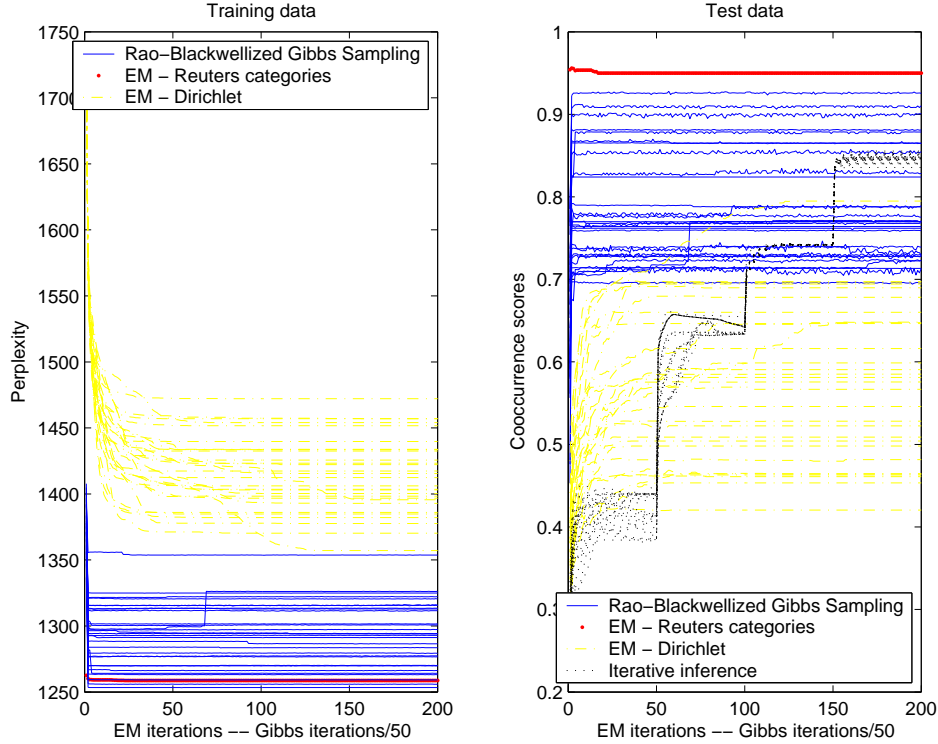 Training data
1750
1700
1650
1600
1550
1500
1450
1400
1350
1300
1250
Perplexity
Rao−Blackwellized Gibbs Sampling
EM − Reuters categories
EM − Dirichlet
0 50 100 150 200
EM iterations −− Gibbs iterations/50
Test data
1
0.9
0.8
0.7
0.6
0.5
0.4
0.3
0.2
Cooccurrence scores
Rao−Blackwellized Gibbs Sampling
EM − Reuters categories
EM − Dirichlet
Iterative inference
0 50 100 150 200
EM iterations −− Gibbs iterations/50